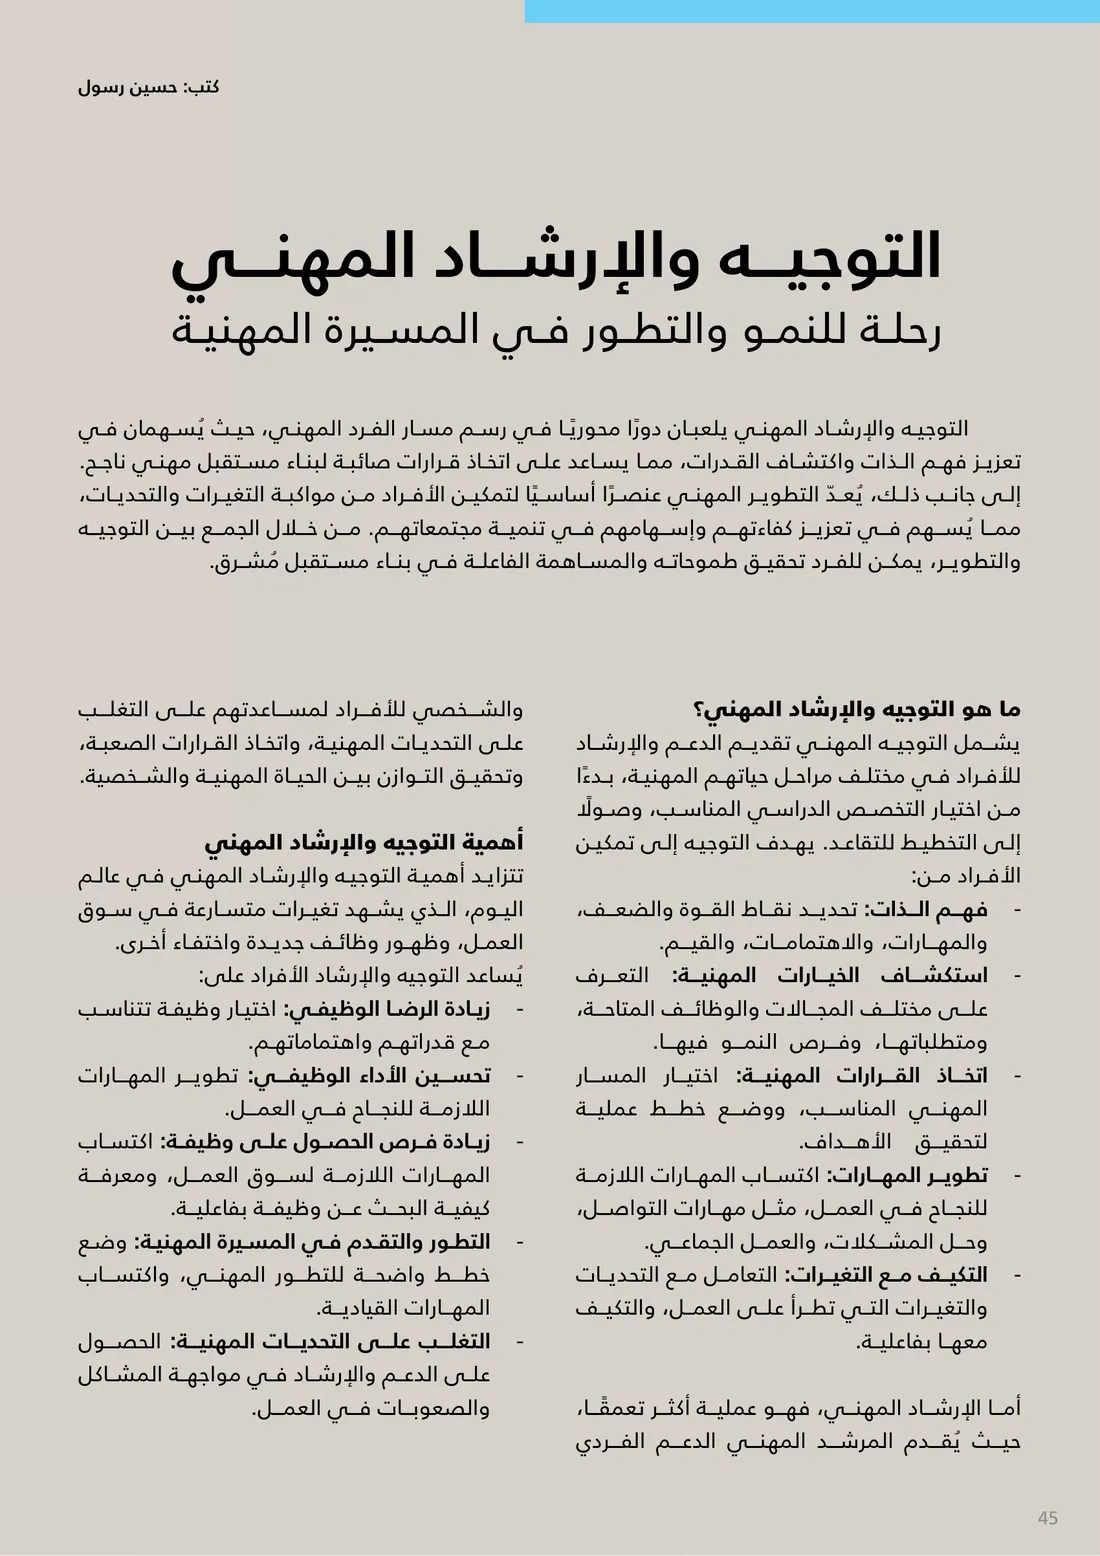 كتب: حسين رسول
التوجيه والإرشاد المهني
رحلة للنمو والتطور في المسيرة المهنية
التوجيه والإرشاد المهني يلعبان دورًا محوريًا في رسم مسار الفرد المهني، حيث يُسهمان في
تعزيز فهم الذات واكتشاف القدرات، مما يساعد على اتخاذ قرارات صائبة لبناء مستقبل مهني ناجح.
إلى جانب ذلك، يُعدّ التطوير المهني عنصرًا أساسيًا لتمكين الأفراد من مواكبة التغيرات والتحديات،
مما يُسهم في تعزيز كفاءتهم وإسهامهم في تنمية مجتمعاتهم. من خلال الجمع بين التوجيه
والتطوير، يمكن للفرد تحقيق طموحاته والمساهمة الفاعلة في بناء مستقبل مُشرق.
ما هو التوجيه والإرشاد المهني؟
يشمل التوجيه المهني تقديم الدعم والإرشاد
للأفراد في مختلف مراحل حياتهم المهنية، بدءًا
من اختيار التخصص الدراسي المناسب، وصولًا
إلى التخطيط للتقاعد. يهدف التوجيه إلى تمكين
الأفراد من:
- فهم الذات: تحديد نقاط القوة والضعف،
والمهارات، والاهتمامات، والقيم.
- استكشاف الخيارات المهنية: التعرف
على مختلف المجالات والوظائف المتاحة،
ومتطلباتها، وفرص النمو فيها.
- اتخاذ القرارات المهنية: اختيار المسار
المهني المناسب، ووضع خطط عملية
لتحقيق الأهداف.
- تطوير المهارات: اكتساب المهارات اللازمة
للنجاح في العمل، مثل مهارات التواصل،
وحل المشكلات، والعمل الجماعي.
- التكيف مع التغيرات: التعامل مع التحديات
والتغيرات التي تطرأ على العمل، والتكيف
معها بفاعلية.
أما الإرشاد المهني، فهو عملية أكثر تعمقًا،
حيث يُقدم المرشد المهني الدعم الفردي
والشخصي للأفراد لمساعدتهم على التغلب
على التحديات المهنية، واتخاذ القرارات الصعبة،
وتحقيق التوازن بين الحياة المهنية والشخصية.
أهمية التوجيه والإرشاد المهني
تتزايد أهمية التوجيه والإرشاد المهني في عالم
اليوم، الذي يشهد تغيرات متسارعة في سوق
العمل، وظهور وظائف جديدة واختفاء أخرى.
يُساعد التوجيه والإرشاد الأفراد على:
- زيادة الرضا الوظيفي: اختيار وظيفة تتناسب
مع قدراتهم واهتماماتهم.
- تحسين الأداء الوظيفي: تطوير المهارات
اللازمة للنجاح في العمل.
- زيادة فرص الحصول على وظيفة: اكتساب
المهارات اللازمة لسوق العمل، ومعرفة
كيفية البحث عن وظيفة بفاعلية.
- التطور والتقدم في المسيرة المهنية: وضع
خطط واضحة للتطور المهني، واكتساب
المهارات القيادية.
- التغلب على التحديات المهنية: الحصول
على الدعم والإرشاد في مواجهة المشاكل
والصعوبات في العمل.
45